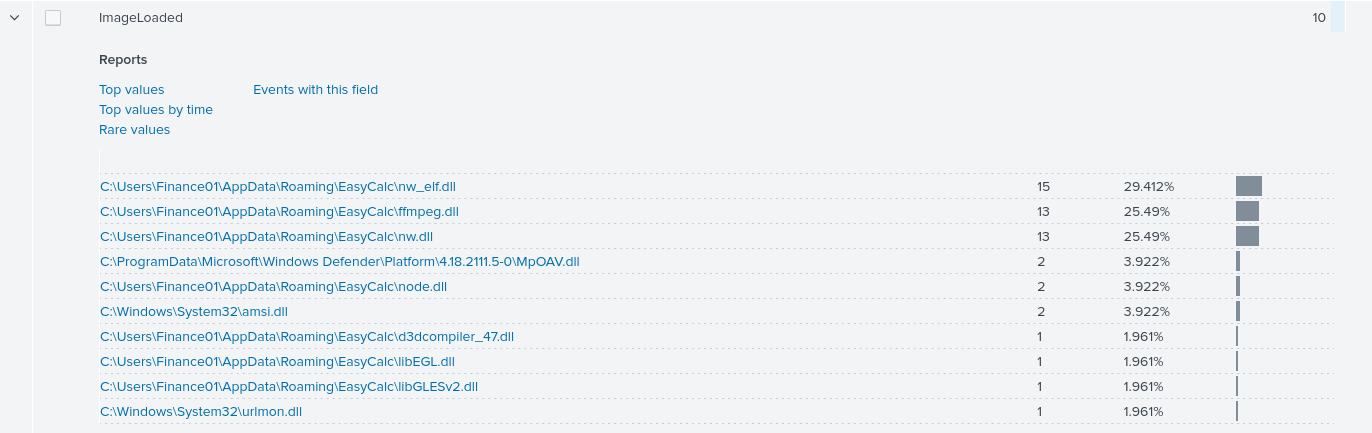 ImageLoaded 10
Reports
Top values Events with this field
Top values by time
Rare values
C:\Users\Finance01\AppData\Roaming\EasyCalc\nw_elf.dll 15 29.412%
C:\Users\Finance01\AppData\Roaming\EasyCalc\ffmpeg.dll 13 25.49%
C:\Users\Finance01\AppData\Roaming\EasyCalc\nw.dll 13 25.49%
C:\ProgramData\Microsoft\Windows Defender\Platform\4.18.2111.5-0\MpOAV.dll 2 3.922%
C:\Users\Finance01\AppData\Roaming\EasyCalc\node.dll 2 3.922%
C:\Windows\System32\amsi.dll 2 3.922%
C:\Users\Finance01\AppData\Roaming\EasyCalc\d3dcompiler_47.dll 1 1.961%
C:\Users\Finance01\AppData\Roaming\EasyCalc\libEGL.dll 1 1.961%
C:\Users\Finance01\AppData\Roaming\EasyCalc\libGLESv2.dll 1 1.961%
C:\Windows\System32\urlmon.dll 1 1.961%